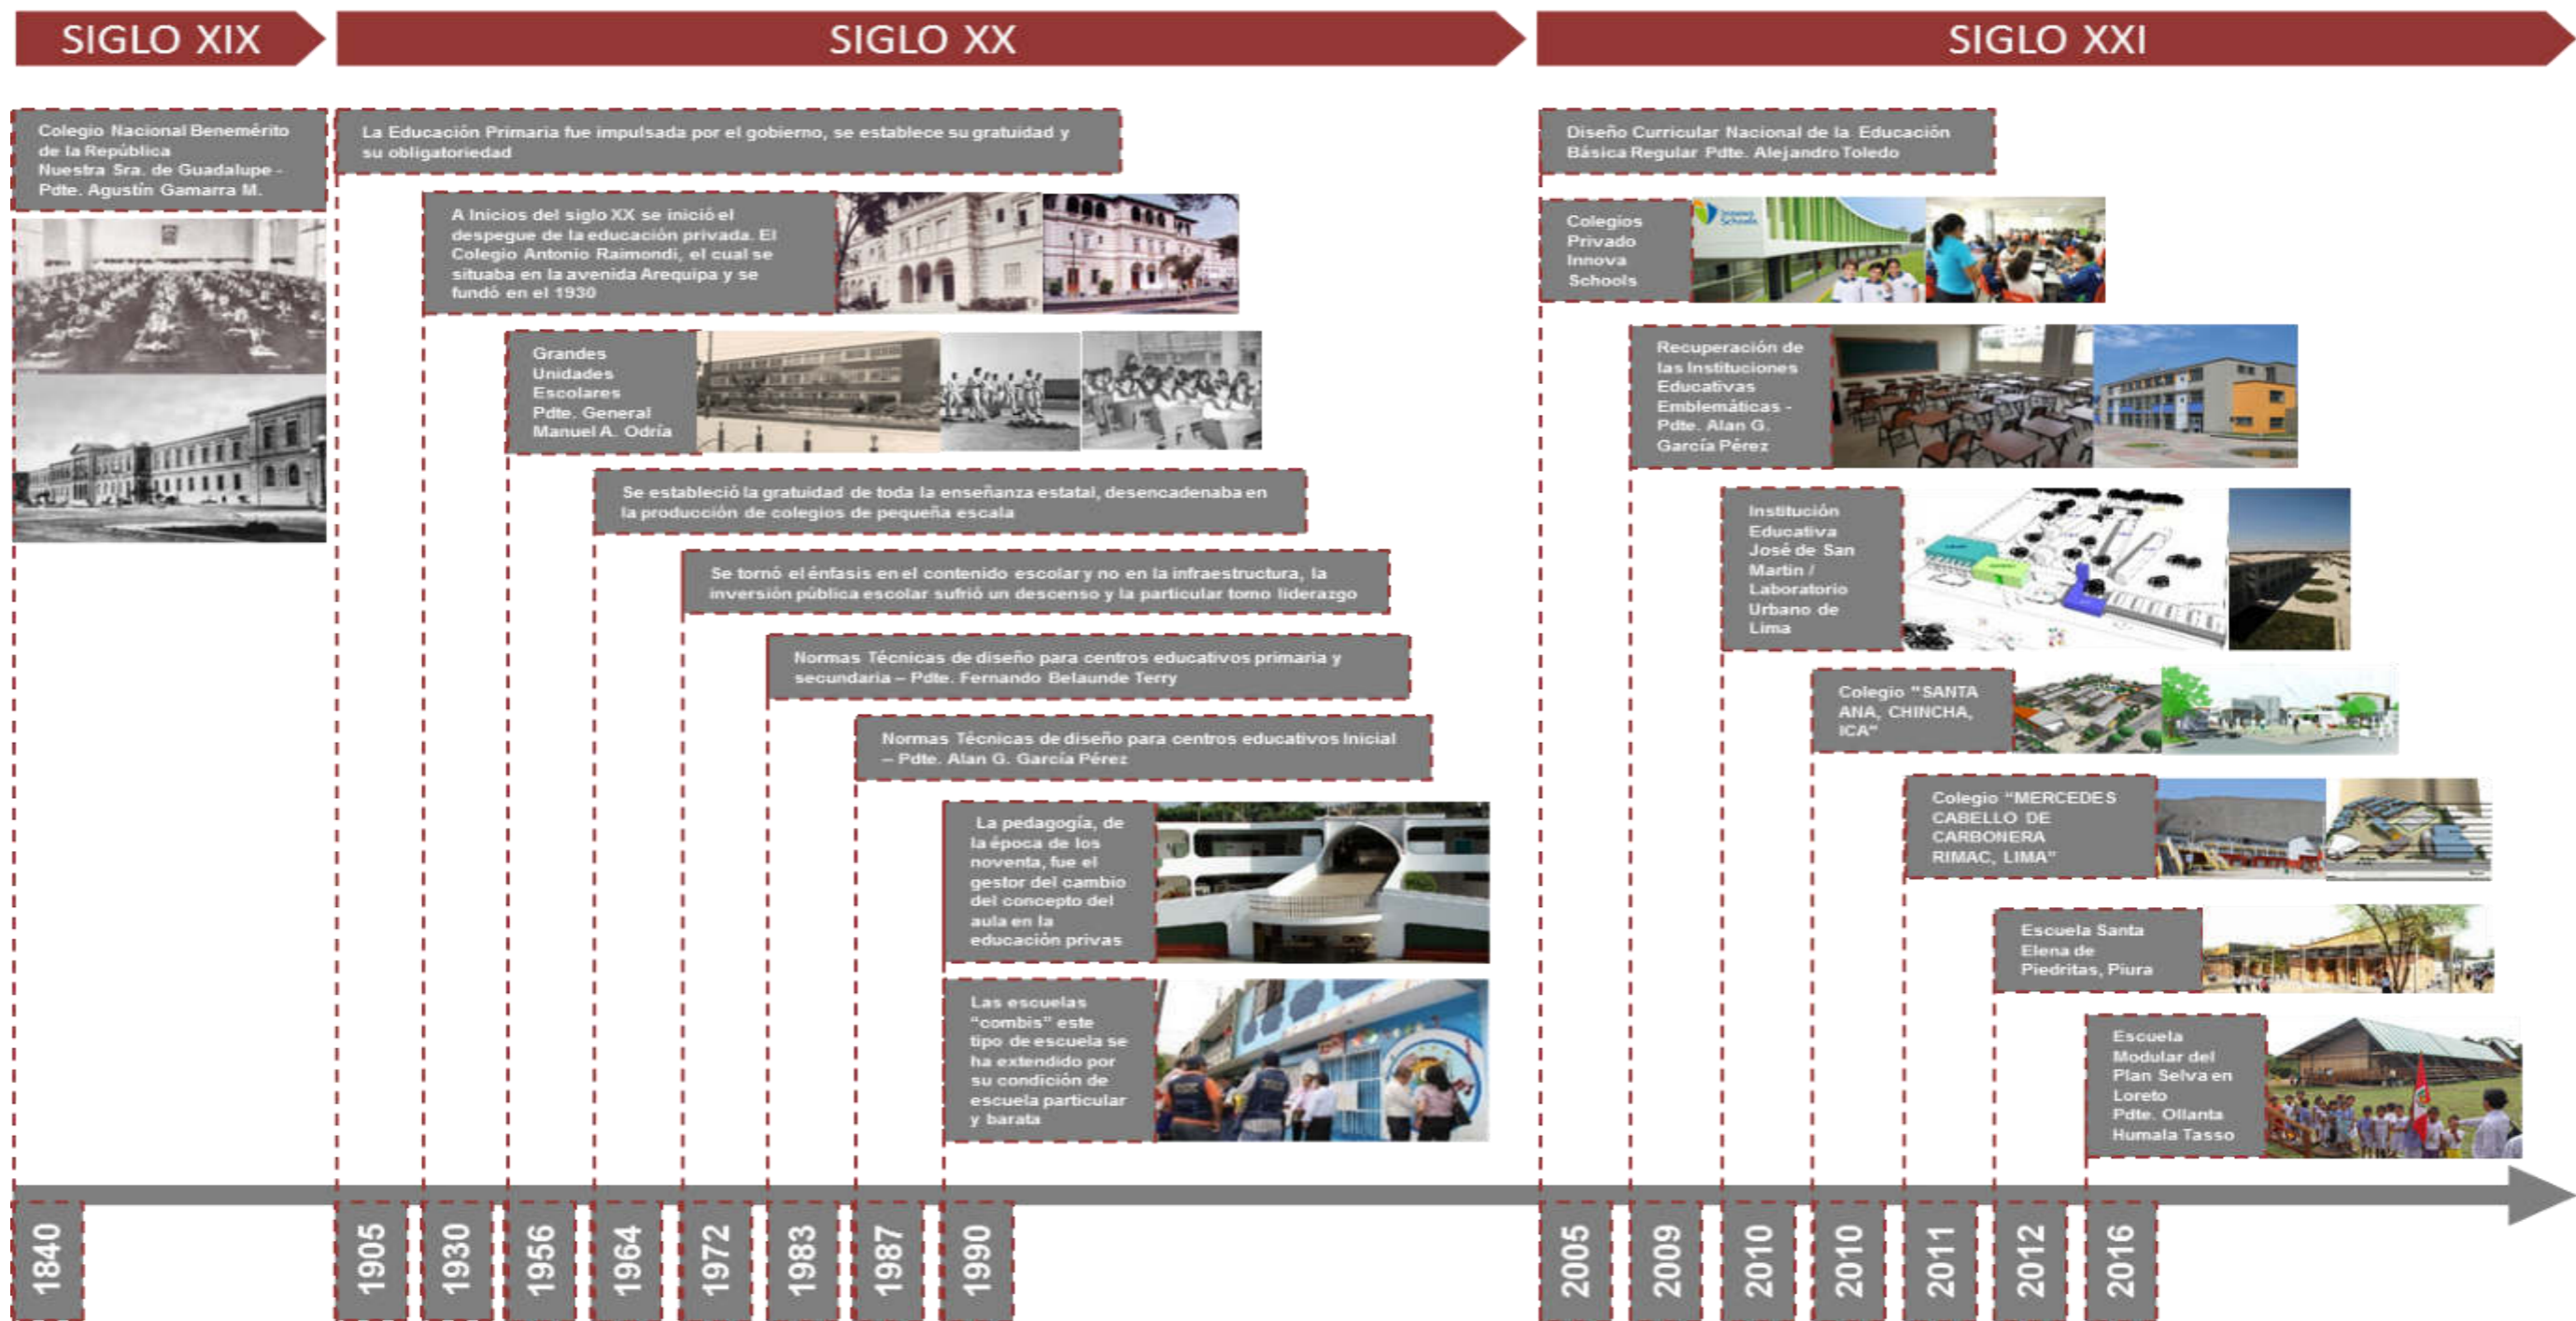 SIGLO XIX
SIGLO XX
SIGLO XXI
Colegio Nacional Benemérito
de la República
Nuestra Sra. de Guadalupe -
Pdte. Agustín Gamarra M.
La Educación Primaria fue impulsada por el gobierno, se establece su gratuidad y
su obligatoriedad
A Inicios del siglo XX se inició el
despegue de la educación privada. El
Colegio Antonio Raimondi, el cual se
situaba en la avenida Arequipa y se
fundó en el 1930
Grandes
Unidades
Escolares
Pdte. General
Manuel A. Odría
Se estableció la gratuidad de toda la enseñanza estatal, desencadenaba en
la producción de colegios de pequeña escala
Se tornó el énfasis en el contenido escolar y no en la infraestructura, la
inversión pública escolar sufrió un descenso y la particular tomo liderazgo
Normas Técnicas de diseño para centros educativos primaria y
secundaria – Pdte. Fernando Belaunde Terry
Normas Técnicas de diseño para centros educativos Inicial
– Pdte. Alan G. García Pérez
La pedagogía, de
la época de los
noventa, fue el
gestor del cambio
del concepto del
aula en la
educación privas
Las escuelas
"combis" este
tipo de escuela se
ha extendido por
su condición de
escuela particular
y barata
Diseño Curricular Nacional de la Educación
Básica Regular Pdte. Alejandro Toledo
Colegios
Privado
Innova
Schools
Innova
Schools
Recuperación de
las Instituciones
Educativas
Emblemáticas -
Pdte. Alan G.
García Pérez
Institución
Educativa
José de San
Martin /
Laboratorio
Urbano de
Lima
Colegio "SANTA
ANA, CHINCHA,
ICA"
Colegio "MERCEDES
CABELLO DE
CARBONERA
RIMAC, LIMA"
Escuela Santa
Elena de
Piedritas, Piura
Escuela
Modular del
Plan Selva en
Loreto
Pdte. Ollanta
Humala Tasso
1840
1905
1930
1956
1964
1972
1983
1987
1990
2005
2009
2010
2010
2011
2012
2016